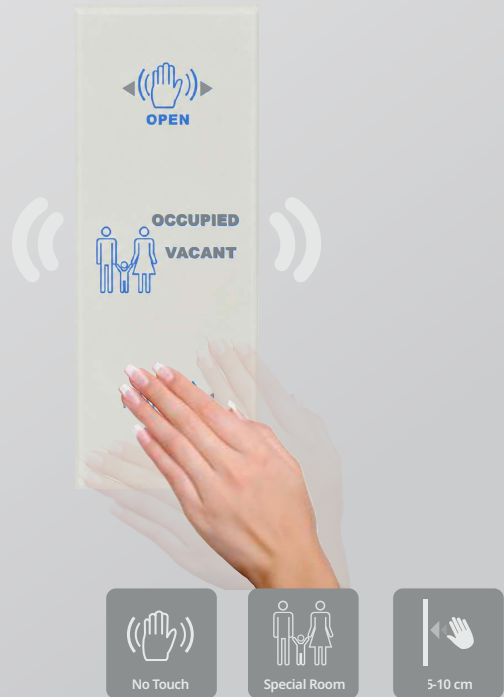 OPEN
OCCUPIED
VACANT
No Touch
Special Room
5-10 cm